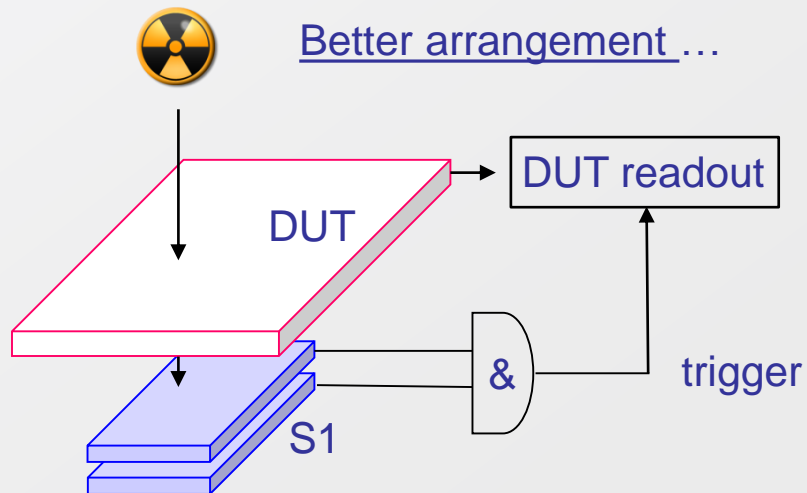 Better arrangement ...
DUT readout
DUT
&
trigger
S1